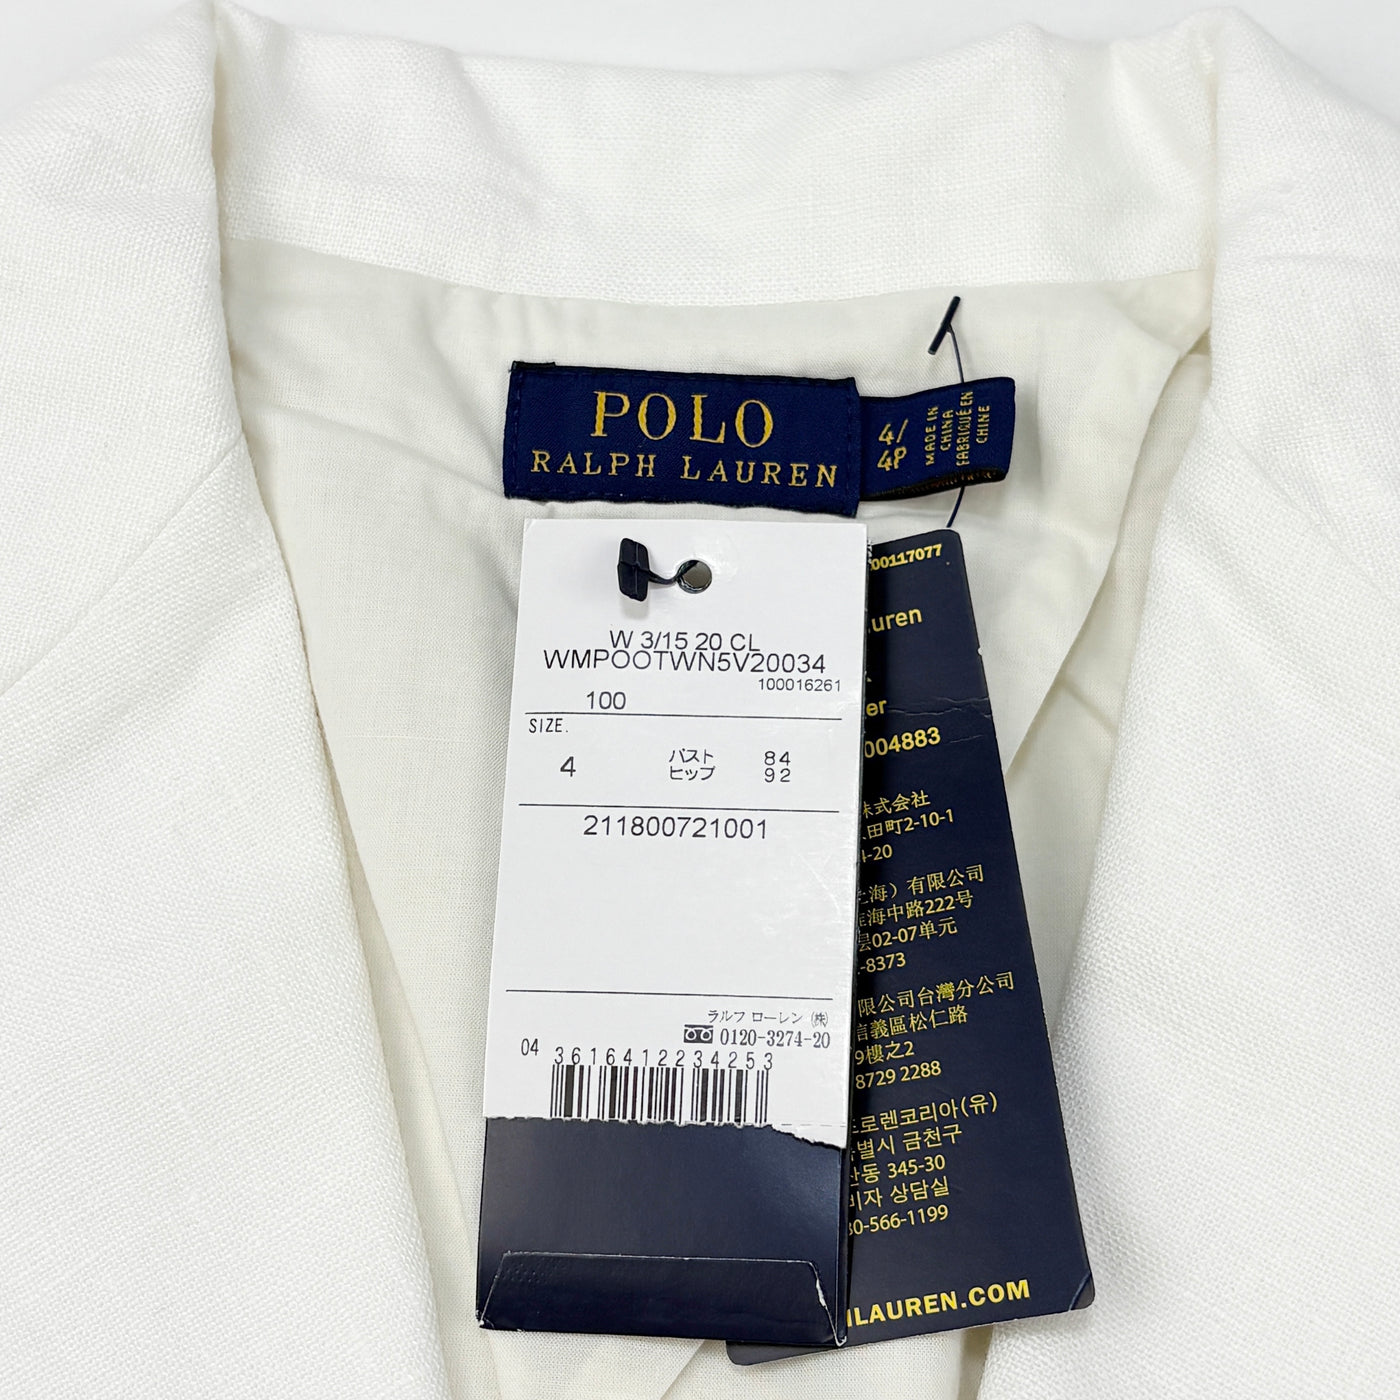 POLO
RALPH LAUREN
4/
4P
MADE IN
CHINA
FABRIQUÉ EN
CHINE
W 3/15 20 CL
WMPOOTWN5V20034
100016261
100
SIZE.
4
バスト 84
ヒップ 92
211800721001
ラルフ ローレン ㈱
0120-3274-20
04
3616412234253
00117077
uren
er
004883
株式会社
田町2-10-1
4-20
海）有限公司
海中路222号
层02-07单元
-8373
限公司台灣分公司
信義區松仁路
9樓之2
8729 2288
로렌코리아(유)
별시 금천구
산동 345-30
비자 상담실
80-566-1199
LAUREN.COM